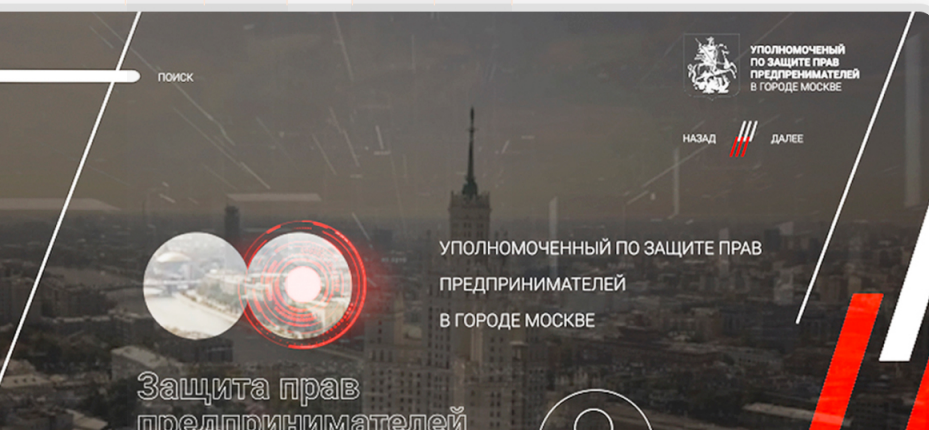 ПОИСК
УПОЛНОМОЧЕНЫЙ
ПО ЗАЩИТЕ ПРАВ
ПРЕДПРЕНИМАТЕЛЕЙ
В ГОРОДЕ МОСКВЕ
НАЗАД ДАЛЕЕ
УПОЛНОМОЧЕННЫЙ ПО ЗАЩИТЕ ПРАВ
ПРЕДПРИНИМАТЕЛЕЙ
В ГОРОДЕ МОСКВЕ
Защита прав
предпринимателей